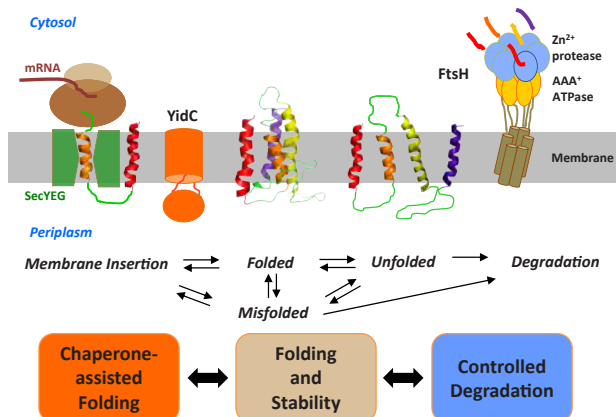 Cytosol
mRNA
YidC
FtsH
Zn2+
protease
AAA+
ATPase
Membrane
SecYEG
Periplasm
Membrane Insertion
Folded
Unfolded
Degradation
Misfolded
Chaperone-
assisted
Folding
Folding
and
Stability
Controlled
Degradation